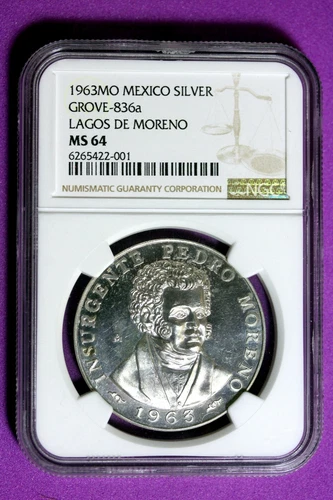 1963MO MEXICO SILVER
GROVE-836a
LAGOS DE MORENO
MS 64
6265422-001
NUMISMATIC GUARANTY CORPORATION
NGC
INSURGENTE PEDRO MORENO
1963